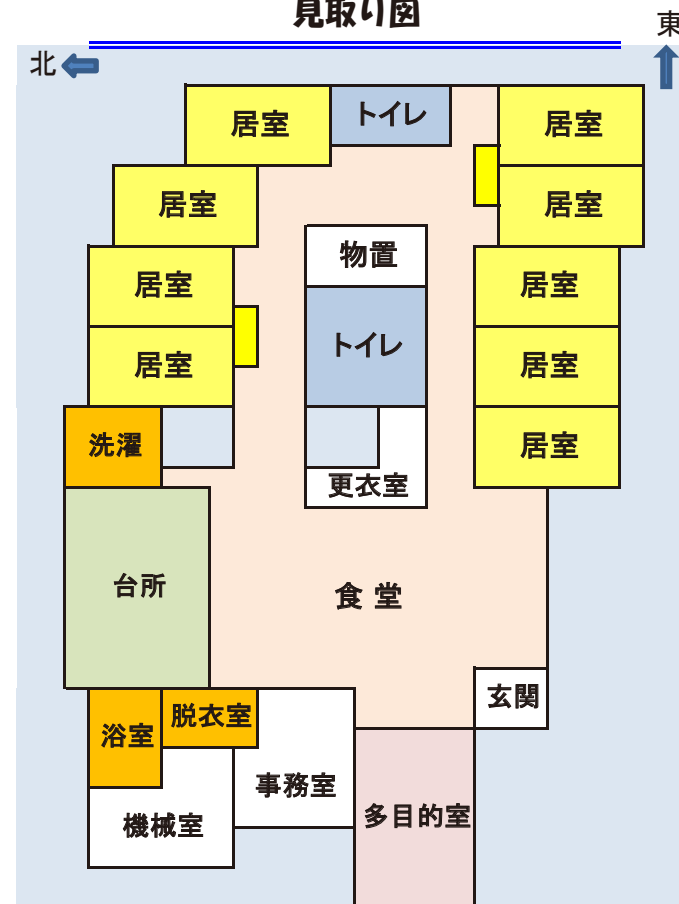 見取り図
東
北
居室
トイレ
居室
居室
居室
物置
居室
居室
トイレ
居室
居室
洗濯
居室
更衣室
台所
食堂
玄関
脱衣室
浴室
事務室
多目的室
機械室